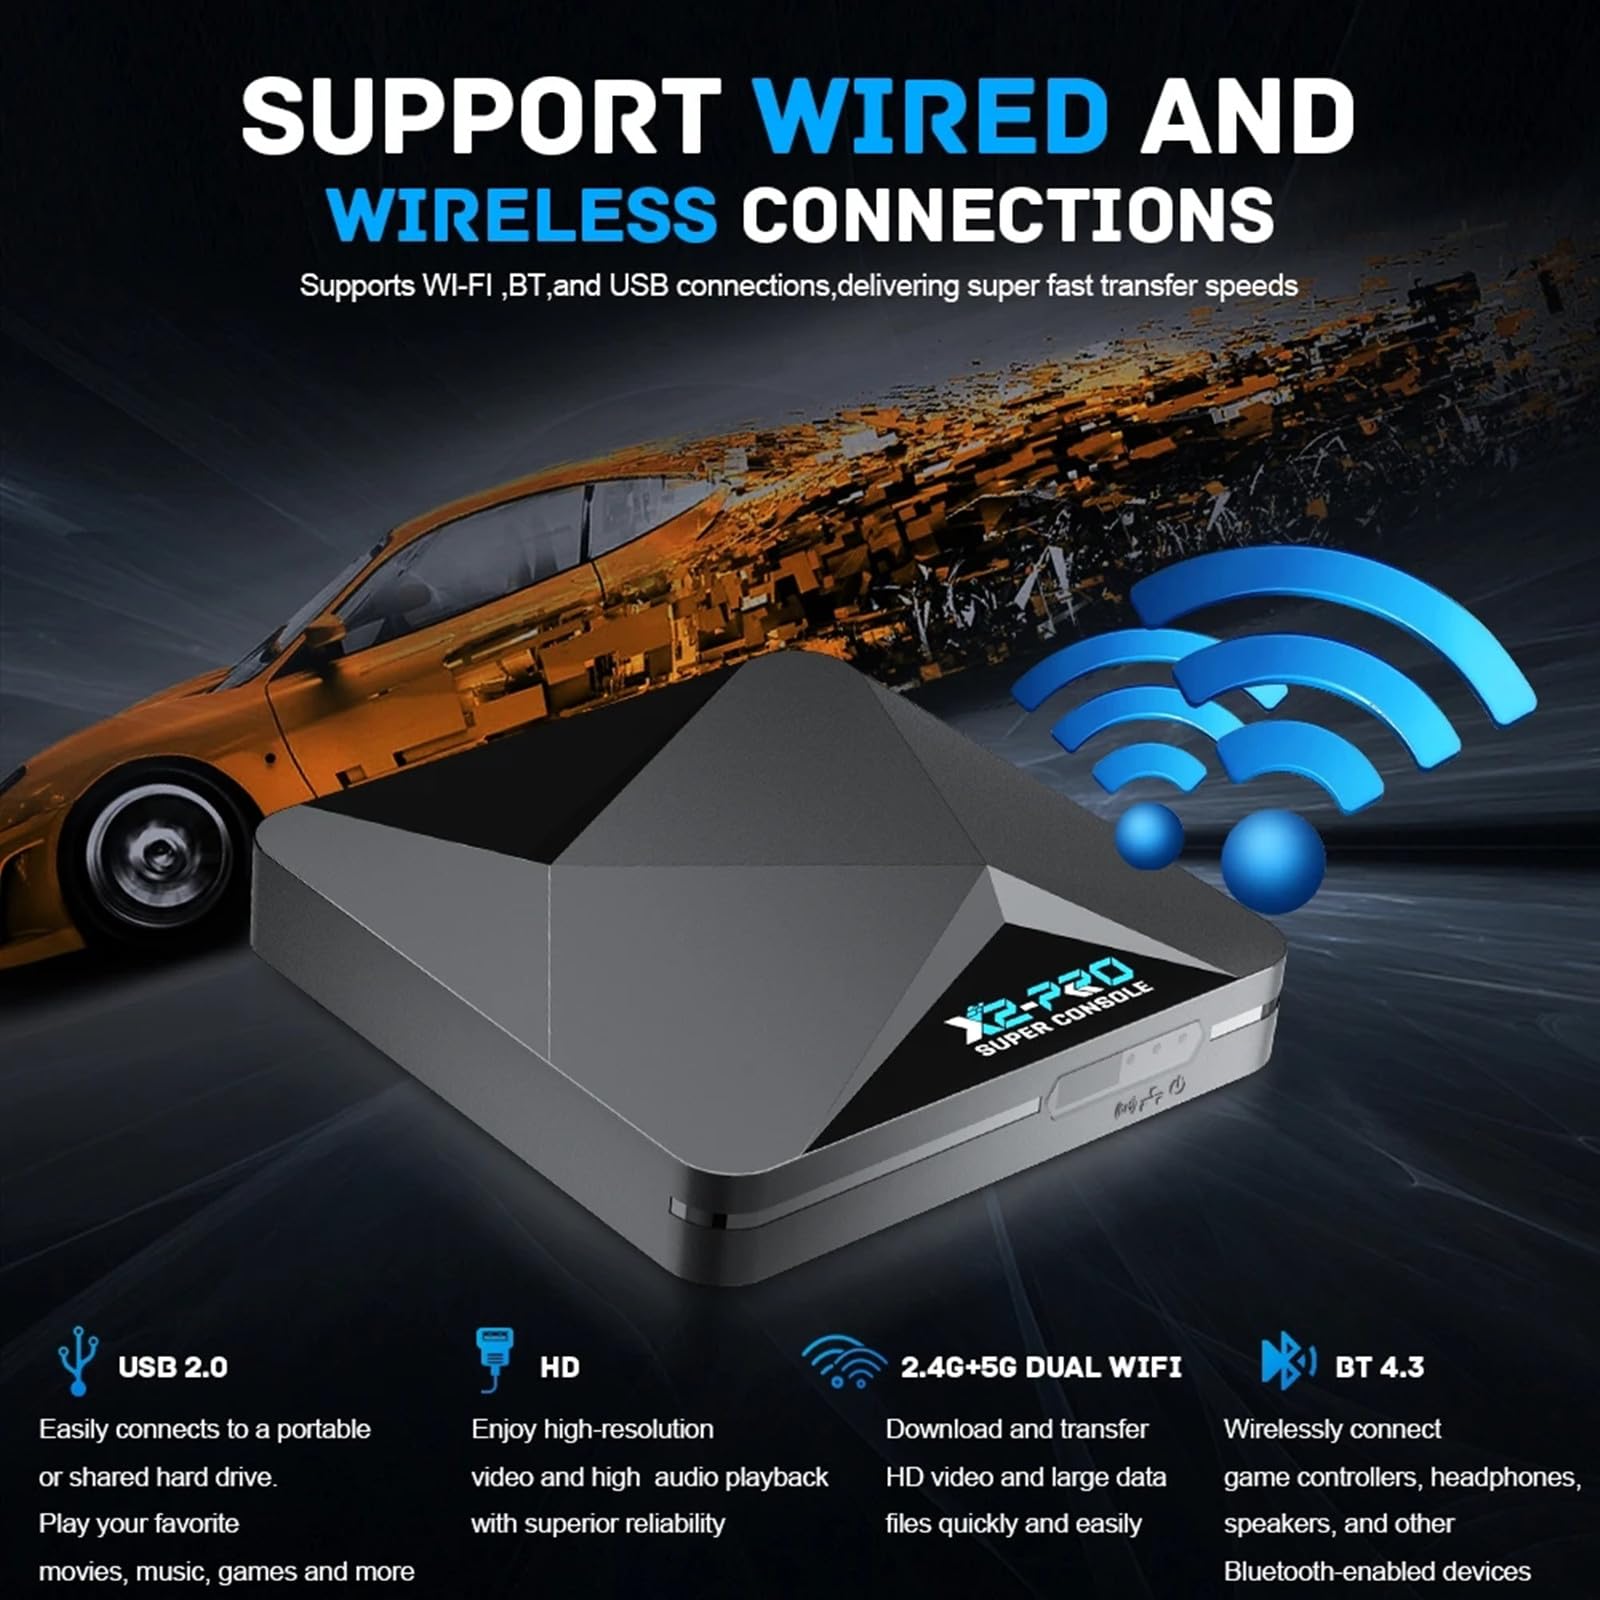 SUPPORT WIRED AND
WIRELESS CONNECTIONS
Supports WI-FI ,BT,and USB connections,delivering super fast transfer speeds
X2-PRO
SUPER CONSOLE
USB 2.0
Easily connects to a portable
or shared hard drive.
Play your favorite
movies, music, games and more
HD
Enjoy high-resolution
video and high audio playback
with superior reliability
2.4G+5G DUAL WIFI
Download and transfer
HD video and large data
files quickly and easily
BT 4.3
Wirelessly connect
game controllers, headphones,
speakers, and other
Bluetooth-enabled devices